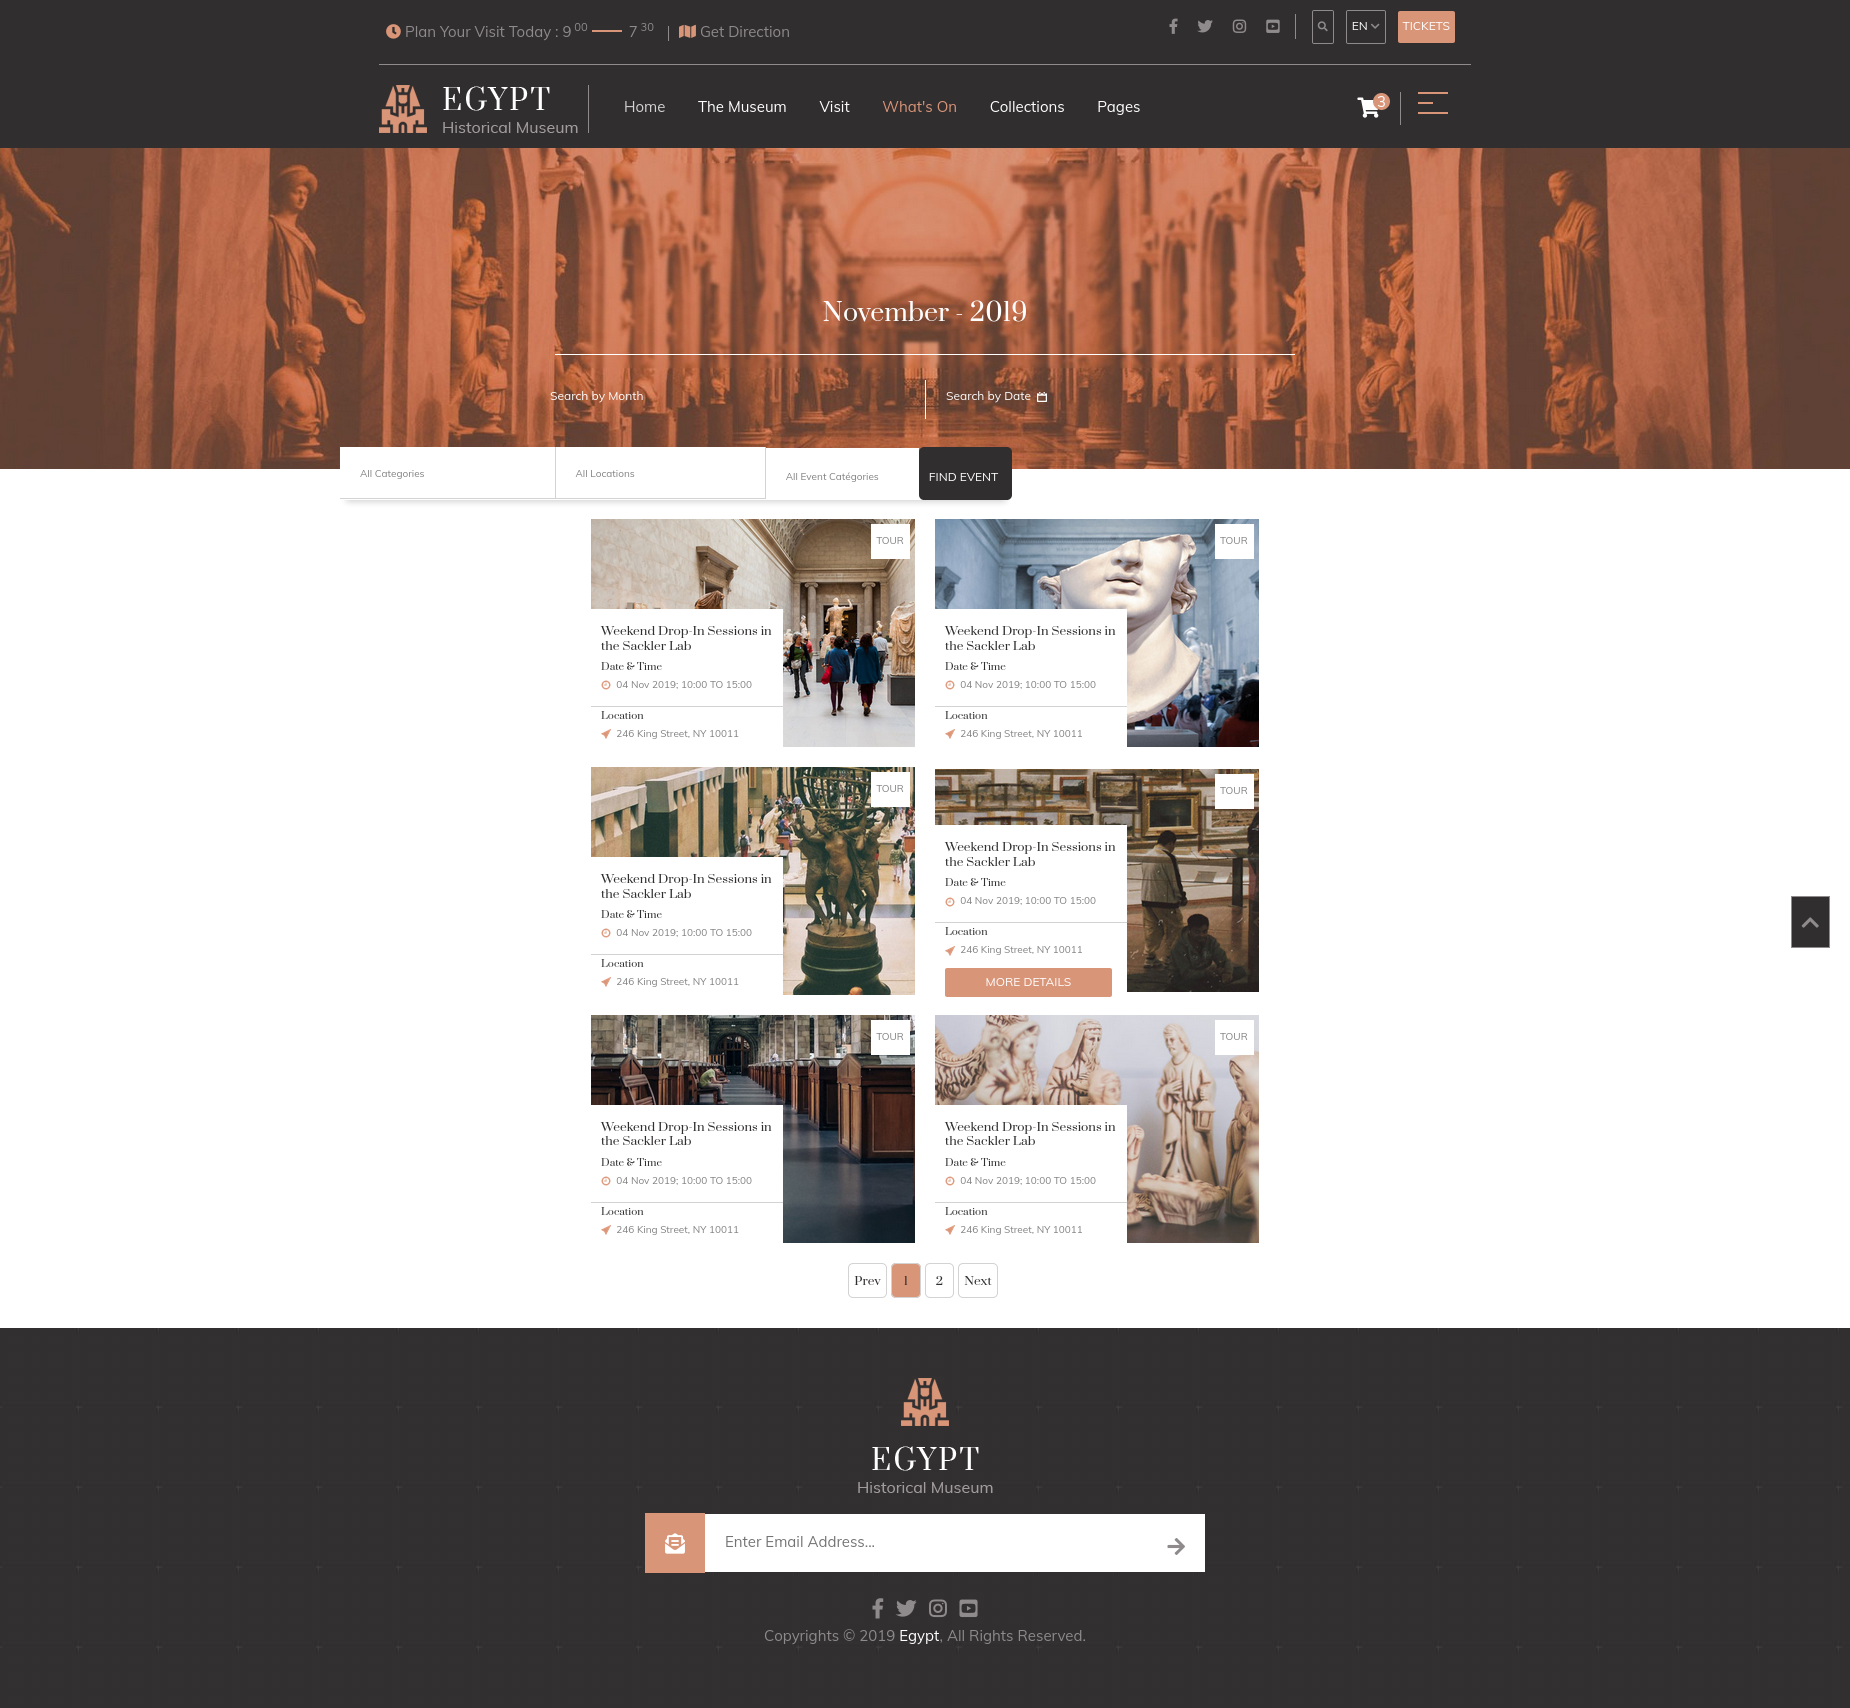 Plan Your Visit Today : 9 00 — 7 30 | Get Direction
EN
TICKETS
EGYPT
Historical Museum
Home The Museum Visit What's On Collections Pages
3
November - 2019
Search by Month
Search by Date
All Categories
All Locations
All Event Catégories
FIND EVENT
TOUR
Weekend Drop-In Sessions in
the Sackler Lab
Date & Time
04 Nov 2019; 10:00 TO 15:00
Location
246 King Street, NY 10011
TOUR
Weekend Drop-In Sessions in
the Sackler Lab
Date & Time
04 Nov 2019; 10:00 TO 15:00
Location
246 King Street, NY 10011
TOUR
Weekend Drop-In Sessions in
the Sackler Lab
Date & Time
04 Nov 2019; 10:00 TO 15:00
Location
246 King Street, NY 10011
TOUR
Weekend Drop-In Sessions in
the Sackler Lab
Date & Time
04 Nov 2019; 10:00 TO 15:00
Location
246 King Street, NY 10011
MORE DETAILS
TOUR
Weekend Drop-In Sessions in
the Sackler Lab
Date & Time
04 Nov 2019; 10:00 TO 15:00
Location
246 King Street, NY 10011
TOUR
Weekend Drop-In Sessions in
the Sackler Lab
Date & Time
04 Nov 2019; 10:00 TO 15:00
Location
246 King Street, NY 10011
Prev 1 2 Next
EGYPT
Historical Museum
Enter Email Address...
Copyrights © 2019 Egypt, All Rights Reserved.